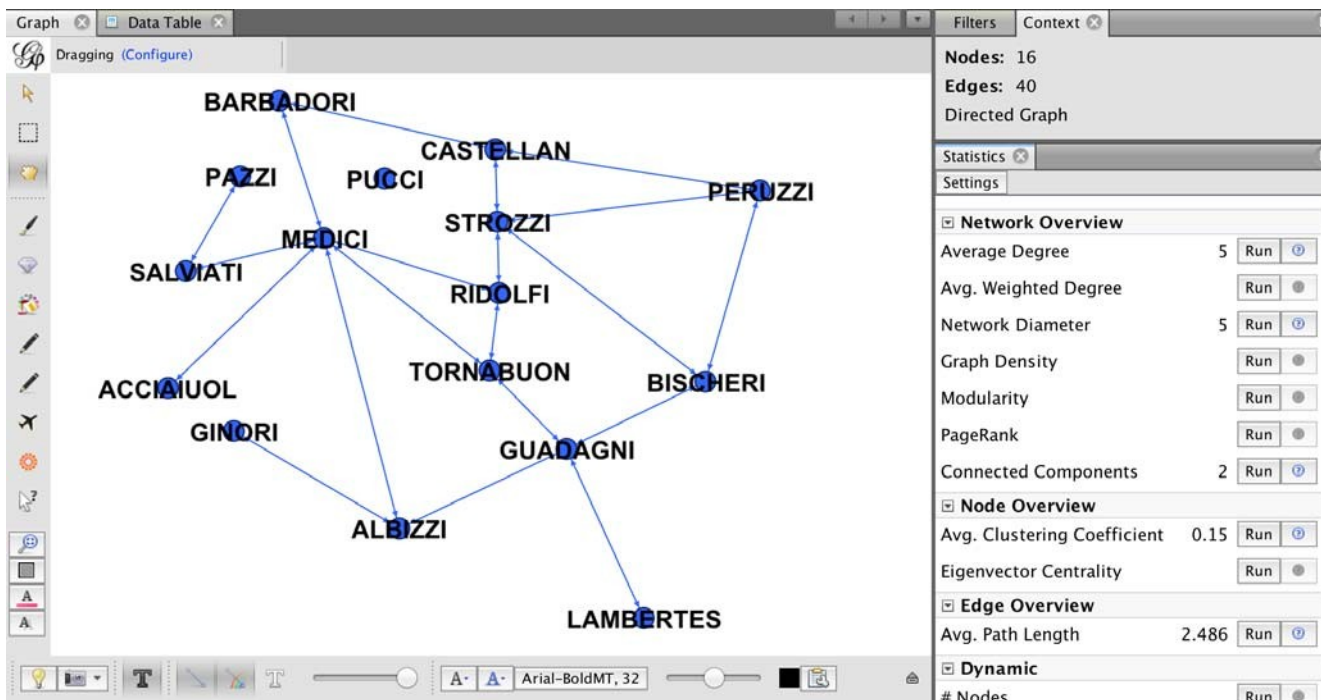 Graph
Data Table
Filters
Context
Dragging (Configure)
Nodes: 16
Edges: 40
Directed Graph
BARBADORI
CASTELLAN
PAZZI
PUCCI
PERUZZI
STROZZI
MEDICI
SALVIATI
RIDOLFI
TORNABUON
BISCHERI
ACCIAIUOL
GINORI
GUADAGNI
ALBIZZI
LAMBERTES
Statistics
Settings
Network Overview
Average Degree 5 Run
Avg. Weighted Degree Run
Network Diameter 5 Run
Graph Density Run
Modularity Run
PageRank Run
Connected Components 2 Run
Node Overview
Avg. Clustering Coefficient 0.15 Run
Eigenvector Centrality Run
Edge Overview
Avg. Path Length 2.486 Run
Dynamic
# Nodes Run
T T A- A- Arial-BoldMT, 32